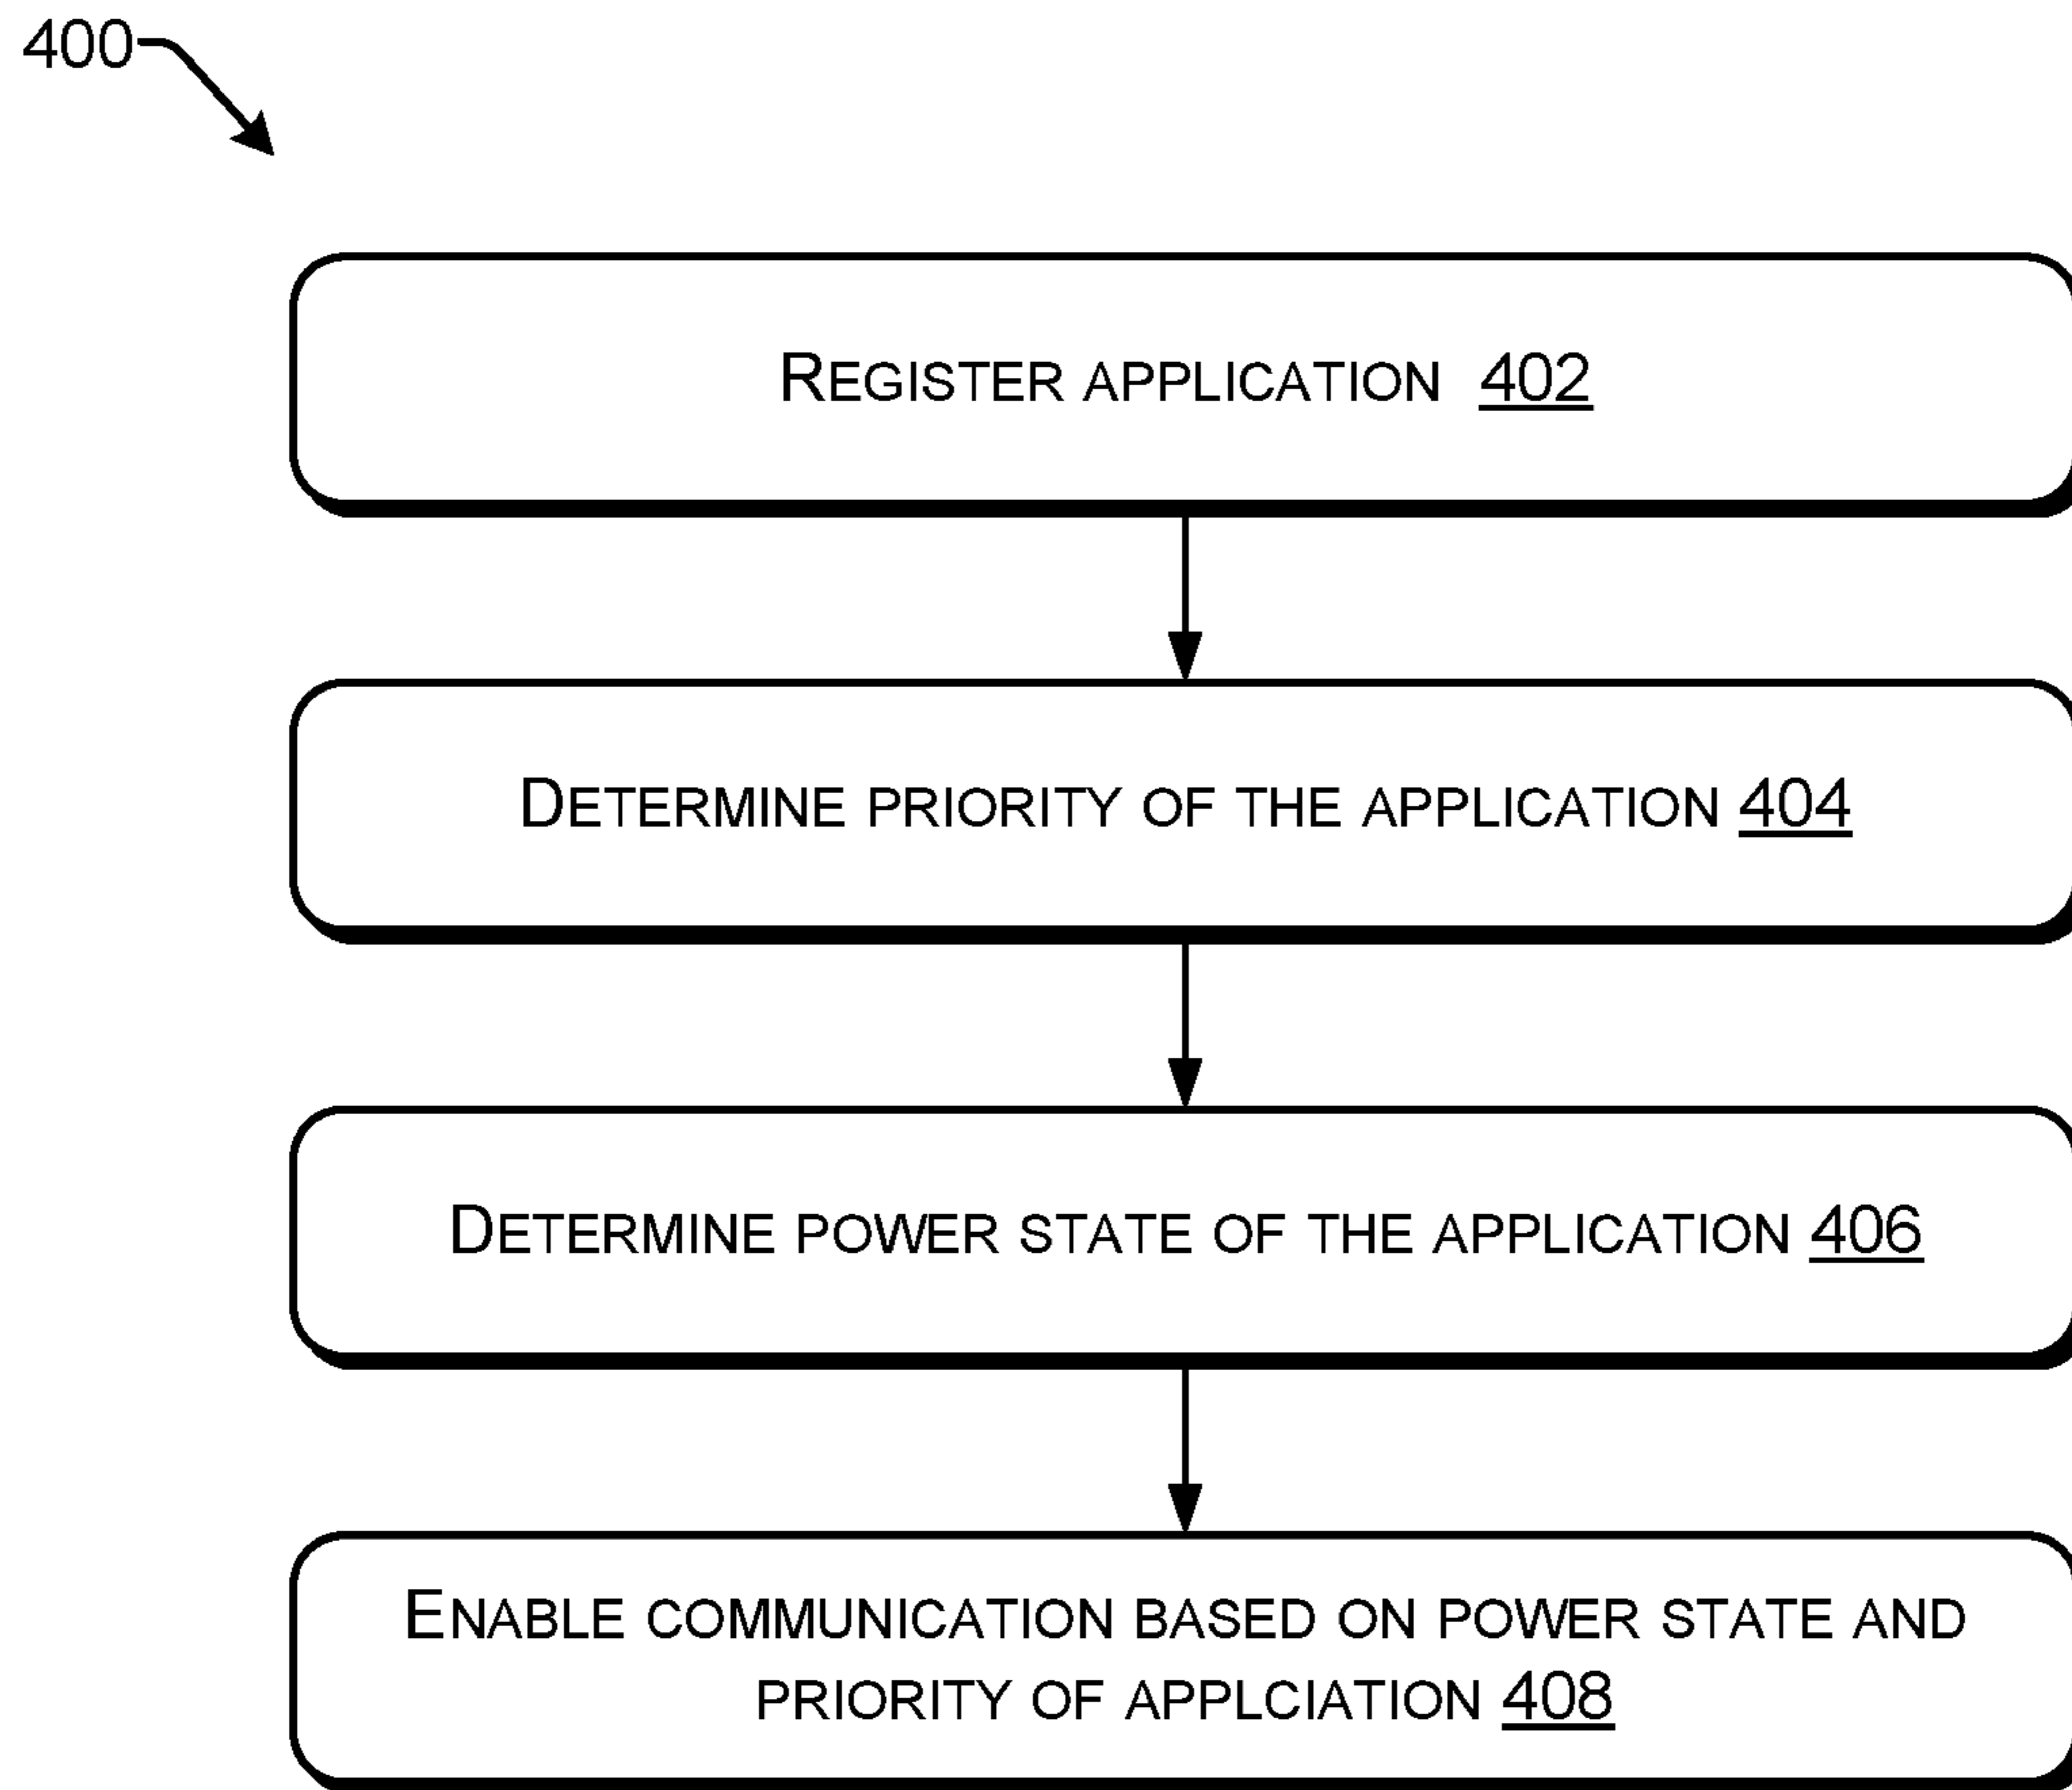 400
REGISTER APPLICATION 402
DETERMINE PRIORITY OF THE APPLICATION 404
DETERMINE POWER STATE OF THE APPLICATION 406
ENABLE COMMUNICATION BASED ON POWER STATE AND
PRIORITY OF APPLCIATION 408